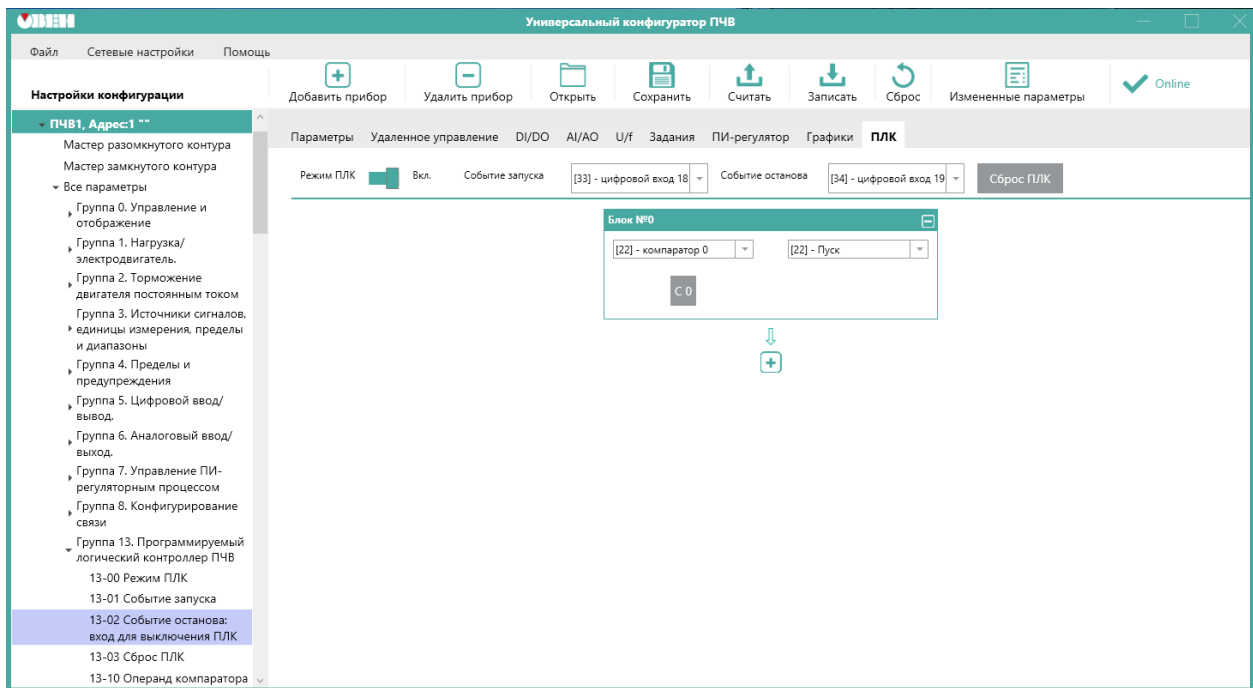 ОВЕН
Универсальный конфигуратор ПЧВ
Файл Сетевые настройки Помощь
Настройки конфигурации
Добавить прибор Удалить прибор Открыть Сохранить Считать Записать Сброс Измененные параметры Online
ПЧВ1, Адрес:1 ""
Мастер разомкнутого контура
Мастер замкнутого контура
Все параметры
Группа 0. Управление и
отображение
Группа 1. Нагрузка/
электродвигатель.
Группа 2. Торможение
двигателя постоянным током
Группа 3. Источники сигналов,
единицы измерения, пределы
и диапазоны
Группа 4. Пределы и
предупреждения
Группа 5. Цифровой ввод/
вывод.
Группа 6. Аналоговый ввод/
выход.
Группа 7. Управление ПИ-
регуляторным процессом
Группа 8. Конфигурирование
связи
Группа 13. Программируемый
логический контроллер ПЧВ
13-00 Режим ПЛК
13-01 Событие запуска
13-02 Событие останова:
вход для выключения ПЛК
13-03 Сброс ПЛК
13-10 Операнд компаратора
Параметры Удаленное управление DI/DO AI/AO U/f Задания ПИ-регулятор Графики ПЛК
Режим ПЛК Вкл. Событие запуска [33] - цифровой вход 18 Событие останова [34] - цифровой вход 19 Сброс ПЛК
Блок №0
[22] - компаратор 0 [22] - Пуск
C 0